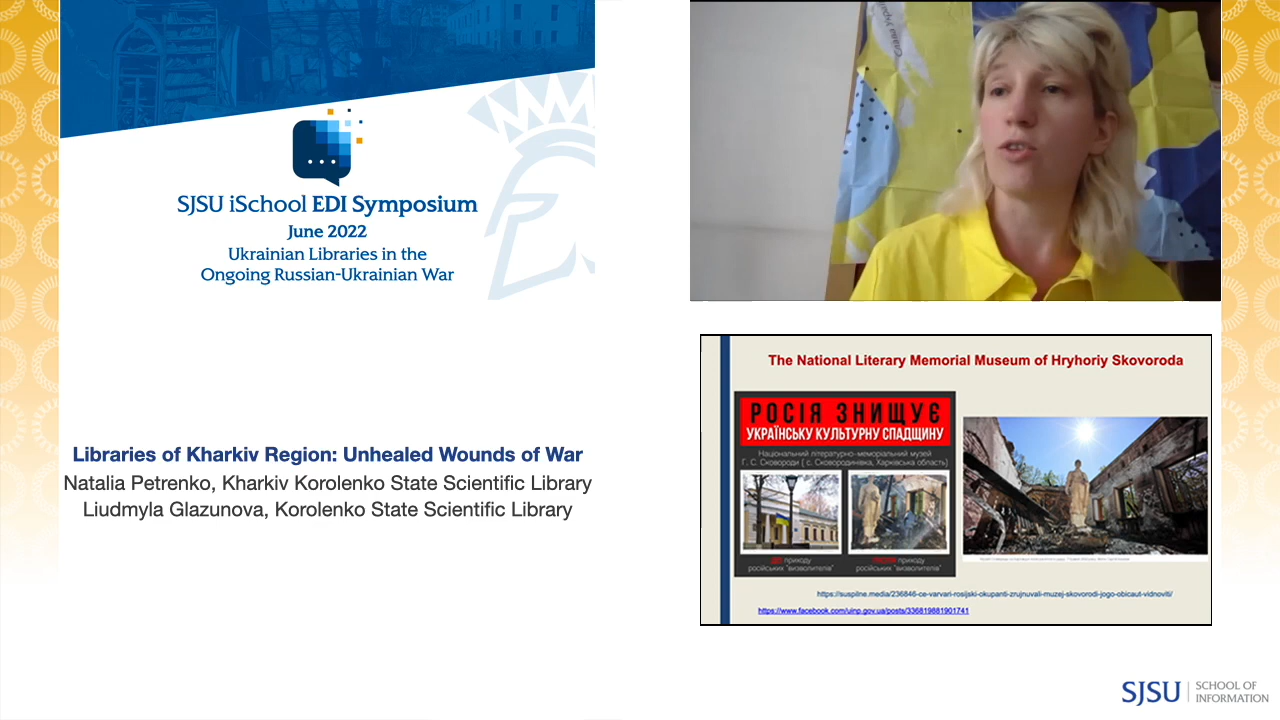 SJSU iSchool EDI Symposium
June 2022
Ukrainian Libraries in the
Ongoing Russian-Ukrainian War
Libraries of Kharkiv Region: Unhealed Wounds of War
Natalia Petrenko, Kharkiv Korolenko State Scientific Library
Liudmyla Glazunova, Korolenko State Scientific Library
The National Literary Memorial Museum of Hryhoriy Skovoroda
РОСІЯ ЗНИЩУЄ
УКРАЇНСЬКУ КУЛЬТУРНУ СПАДЩИНУ
Національний літературно-меморіальний музей
Г. С. Сковороди ( с. Сковородинівка, Харківська область)
ДО приходу
російських "визволителів"
ПІСЛЯ приходу
російських "визволителів"
https://suspilne.media/236846-ce-varvari-rosijski-okupanti-zrujnuvali-muzej-skovorodi-jogo-obicaut-vidnoviti/
https://www.facebook.com/uinp.gov.ua/posts/336819881901741
SJSU
SCHOOL OF
INFORMATION